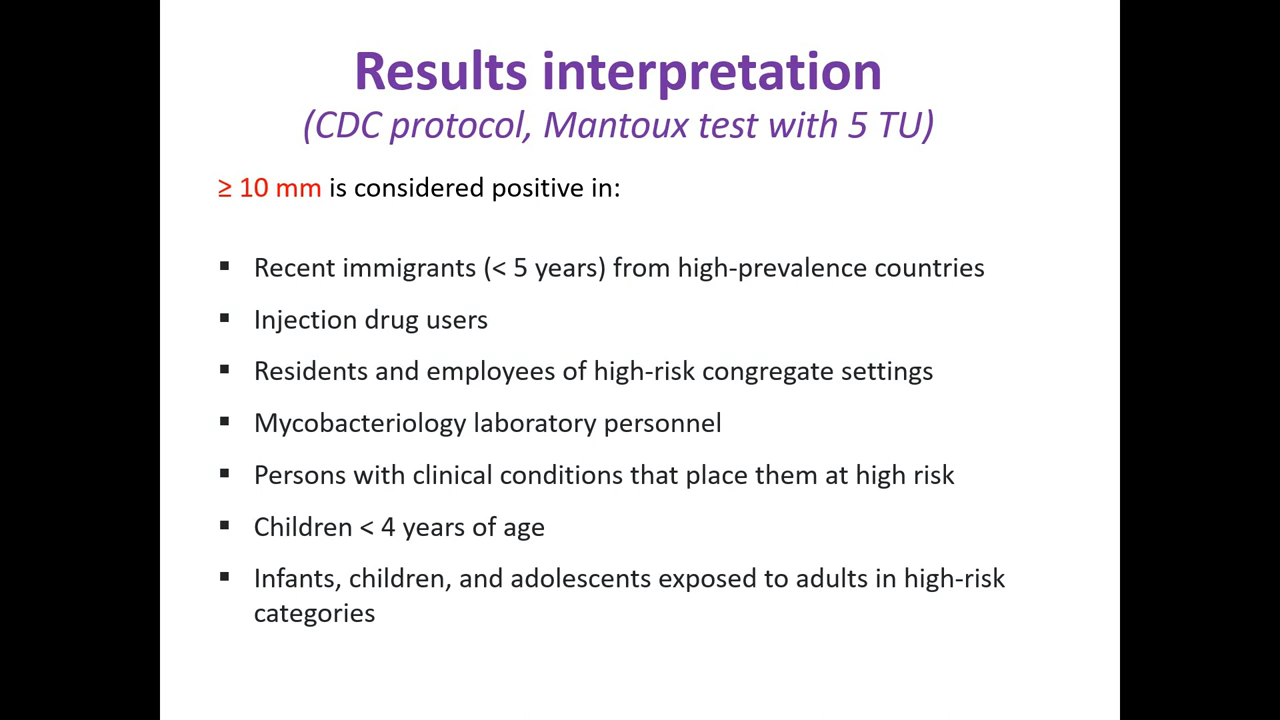 Results interpretation
(CDC protocol, Mantoux test with 5 TU)
≥ 10 mm is considered positive in:
▪ Recent immigrants (< 5 years) from high-prevalence countries
▪ Injection drug users
▪ Residents and employees of high-risk congregate settings
▪ Mycobacteriology laboratory personnel
▪ Persons with clinical conditions that place them at high risk
▪ Children < 4 years of age
▪ Infants, children, and adolescents exposed to adults in high-risk
categories